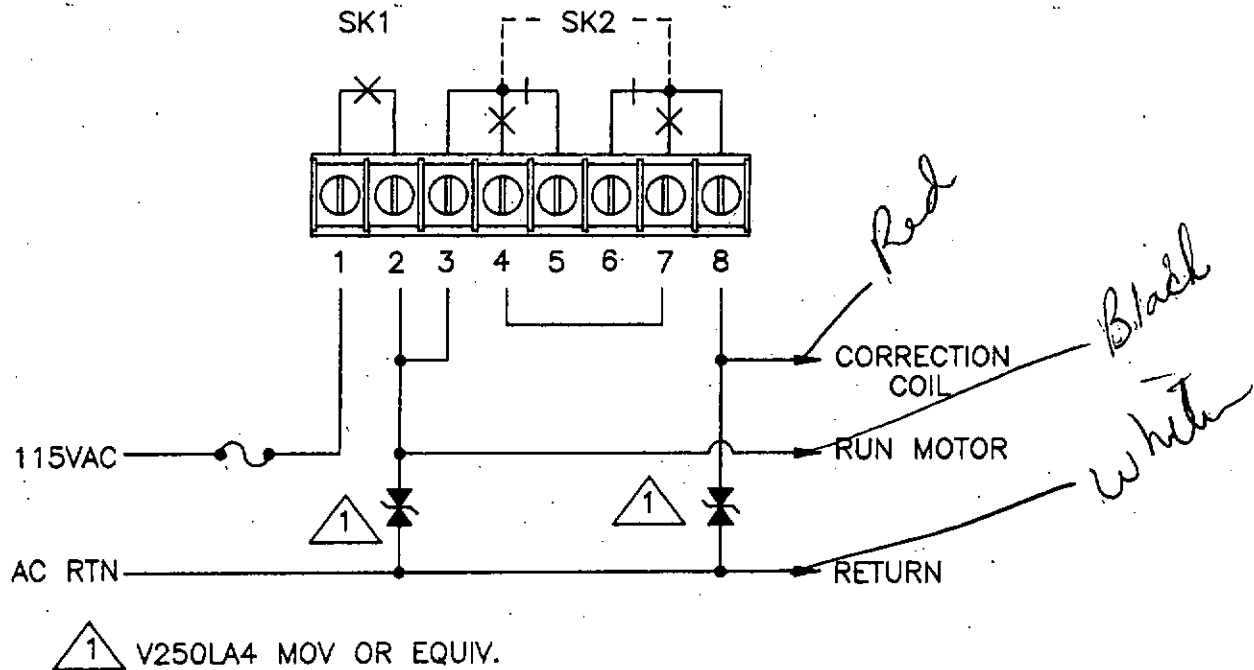 SK1 SK2
1 2 3 4 5 6 7 8
Red
Black
CORRECTION
COIL
White
115VAC RUN MOTOR
1 1
AC RTN RETURN
1 V250LA4 MOV OR EQUIV.